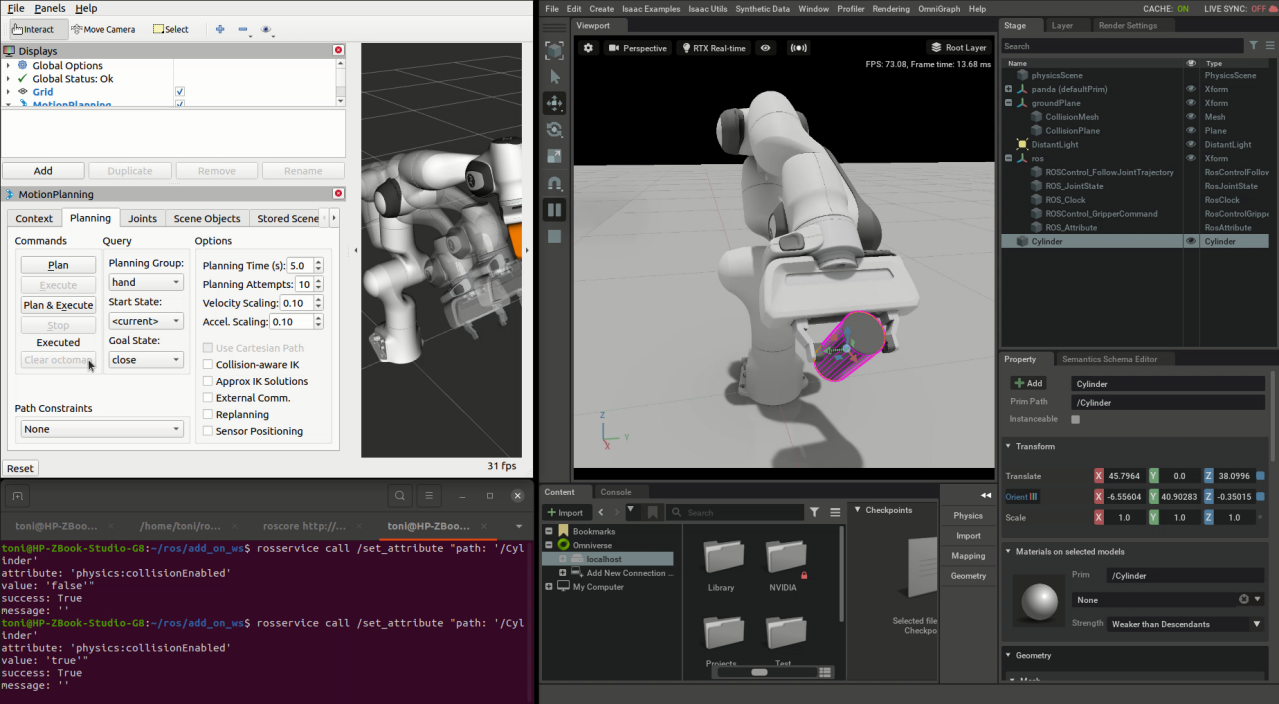 File Panels Help
Interact Move Camera Select
Displays
Global Options
Global Status: Ok
Grid
MotionPlanning
Add Duplicate Remove Rename
MotionPlanning
Context Planning Joints Scene Objects Stored Scene
Commands Query Options
Plan
Execute
Plan & Execute
Stop
Executed
Clear octomap
Planning Group:
hand
Start State:
<current>
Goal State:
close
Planning Time (s): 5.0
Planning Attempts: 10
Velocity Scaling: 0.10
Accel. Scaling: 0.10
Use Cartesian Path
Collision-aware IK
Approx IK Solutions
External Comm.
Replanning
Sensor Positioning
Path Constraints
None
Reset
31 fps
toni@HP-ZBoo... /home/toni/ro... roscore http://... toni@HP-ZBoo...
toni@HP-ZBook-Studio-G8:~/ros/add_on_ws$ rosservice call /set_attribute "path: '/Cyl
inder'
attribute: 'physics:collisionEnabled'
value: 'false'"
success: True
message: ''
toni@HP-ZBook-Studio-G8:~/ros/add_on_ws$ rosservice call /set_attribute "path: '/Cyl
inder'
attribute: 'physics:collisionEnabled'
value: 'true'"
success: True
message: ''
File Edit Create Isaac Examples Isaac Utils Synthetic Data Window Profiler Rendering OmniGraph Help
CACHE: ON LIVE SYNC: OFF
Viewport
Perspective RTX Real-time Root Layer
FPS: 73.08, Frame time: 13.68 ms
Z
Y
X
Content Console
Import Search
Bookmarks
Omniverse
localhost
Add New Connection ...
My Computer
Library NVIDIA
Projects Test
Checkpoints
Selected file
Checkpo
Physics
Import
Mapping
Geometry
Stage Layer Render Settings
Search
Name Type
physicsScene PhysicsScene
panda (defaultPrim) Xform
groundPlane Xform
CollisionMesh Mesh
CollisionPlane Plane
DistantLight DistantLight
ros Xform
ROSControl_FollowJointTrajectory RosControlFollow
ROS_JointState RosJointState
ROS_Clock RosClock
ROSControl_GripperCommand RosControlGrippe
ROS_Attribute RosAttribute
Cylinder Cylinder
Property Semantics Schema Editor
Add Cylinder
Prim Path /Cylinder
Instanceable
Transform
Translate X 45.7964 Y 0.0 Z 38.0996
Orient X -6.55604 Y 40.90283 Z -0.35015
Scale X 1.0 Y 1.0 Z 1.0
Materials on selected models
Prim /Cylinder
None
Strength Weaker than Descendants
Geometry
Mesh